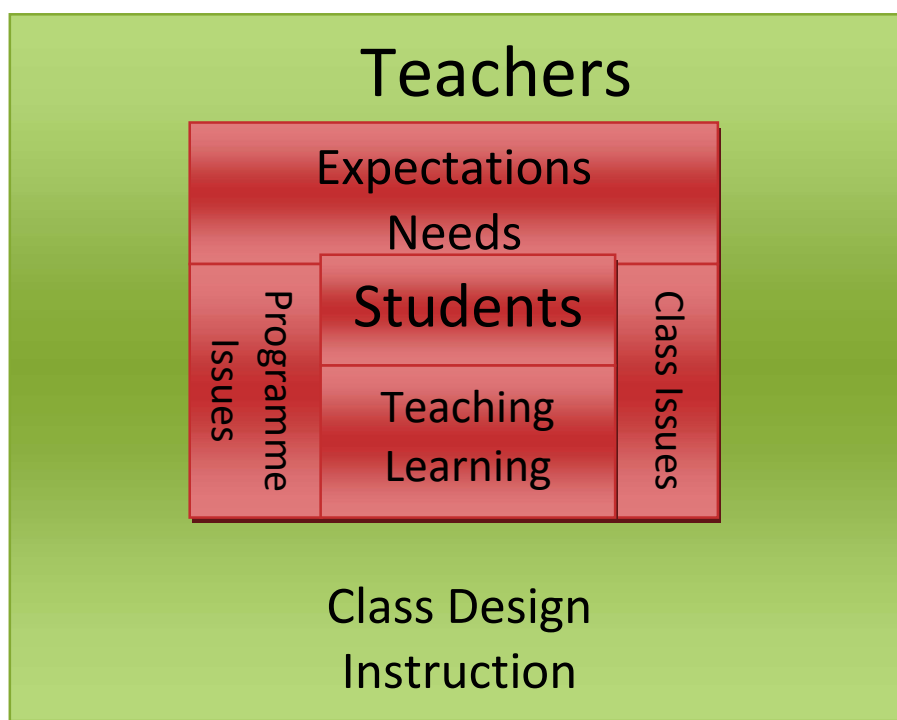 Teachers
Expectations
Needs
Students
Programme
Issues
Class Issues
Teaching
Learning
Class Design
Instruction